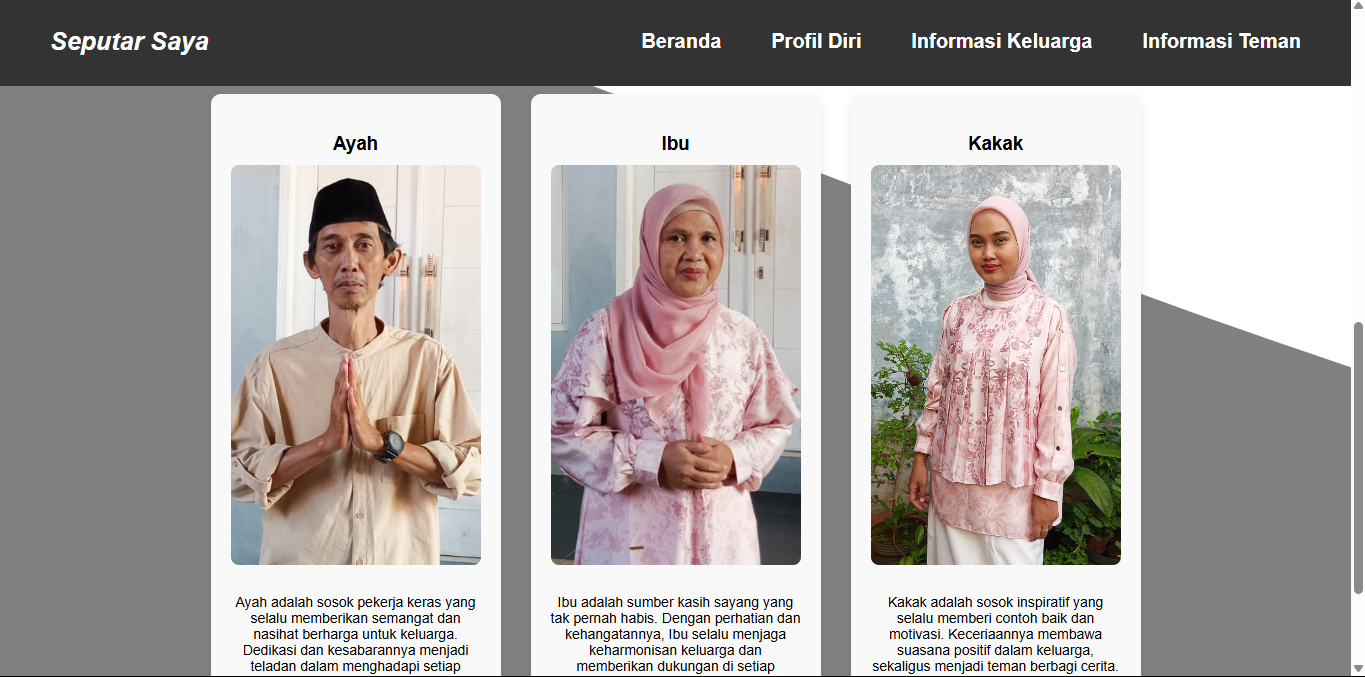 Seputar Saya
Beranda
Profil Diri
Informasi Keluarga
Informasi Teman
Ayah
Ayah adalah sosok pekerja keras yang
selalu memberikan semangat dan
nasihat berharga untuk keluarga.
Dedikasi dan kesabarannya menjadi
teladan dalam menghadapi setiap
Ibu
Ibu adalah sumber kasih sayang yang
tak pernah habis. Dengan perhatian dan
kehangatannya, Ibu selalu menjaga
keharmonisan keluarga dan
memberikan dukungan di setiap
Kakak
Kakak adalah sosok inspiratif yang
selalu memberi contoh baik dan
motivasi. Keceriaannya membawa
suasana positif dalam keluarga,
sekaligus menjadi teman berbagi cerita.